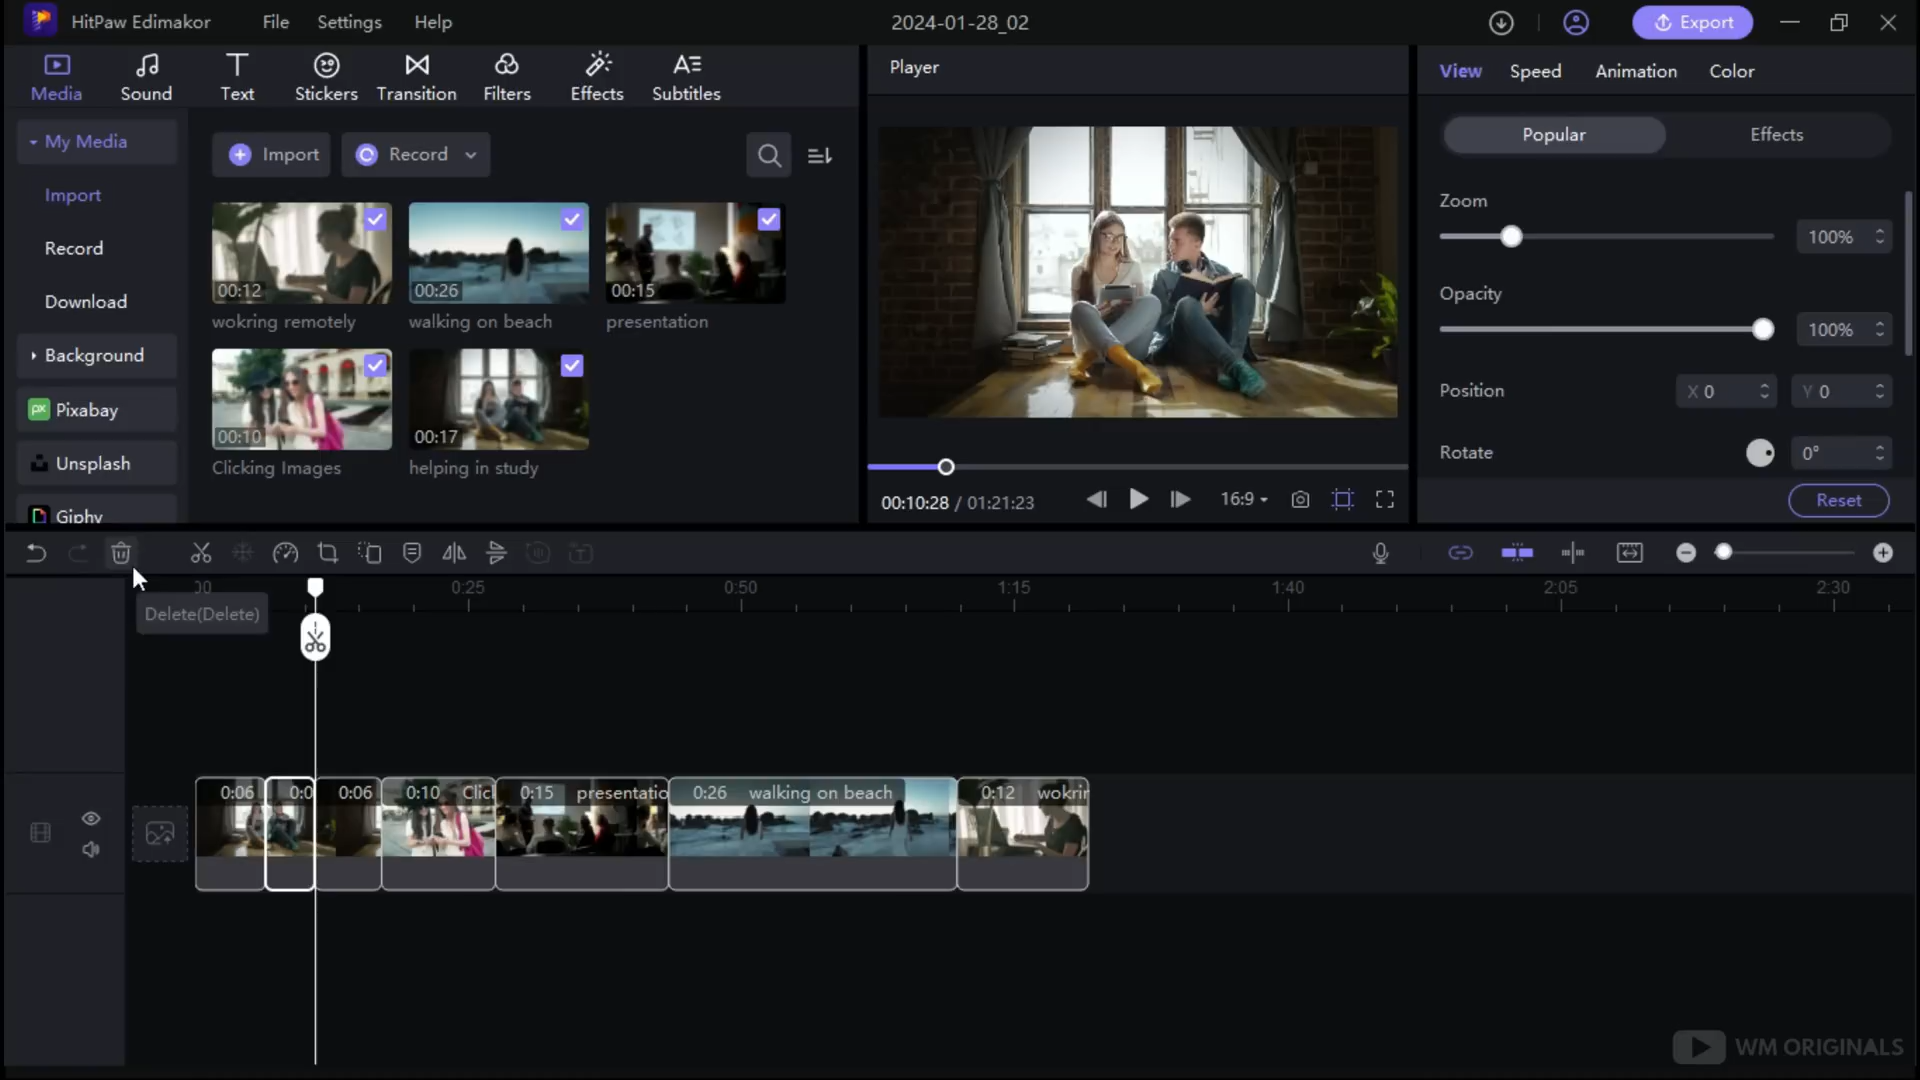 HitPaw Edimakor File Settings Help 2024-01-28_02 Export
Media Sound Text Stickers Transition Filters Effects Subtitles
Player
View Speed Animation Color
My Media
Import
Record
Download
Background
Pixabay
Unsplash
Giphy
Import Record
00:12 00:26 00:15
wokring remotely walking on beach presentation
00:10 00:17
Clicking Images helping in study
00:10:28 / 01:21:23 16:9
Popular Effects
Zoom
100%
Opacity
100%
Position X 0 Y 0
Rotate 0°
Reset
00 0:25 0:50 1:15 1:40 2:05 2:30
Delete(Delete)
0:06 0:0 0:06 0:10 Clic 0:15 presentatio 0:26 walking on beach 0:12 wokrin
WM ORIGINALS